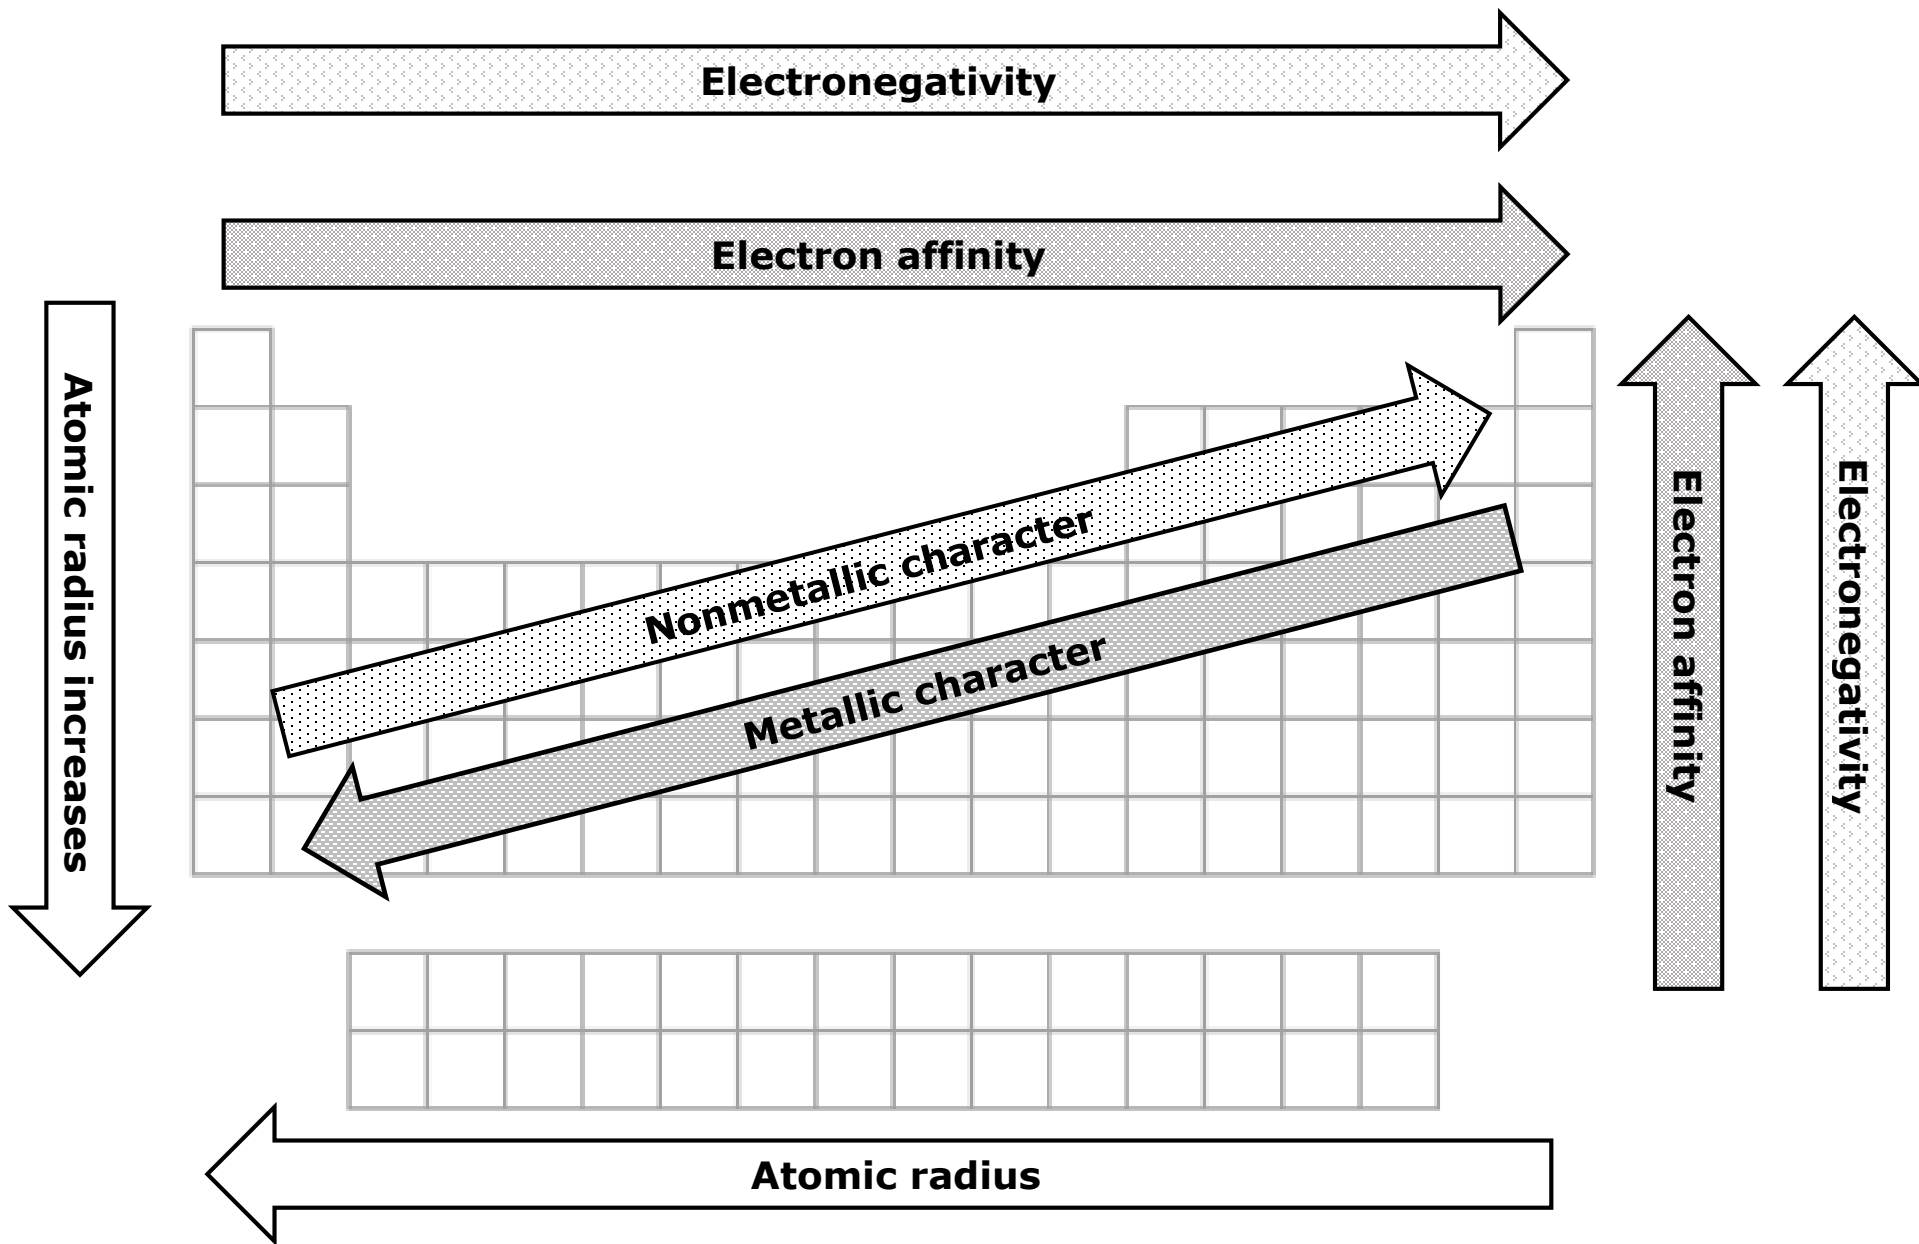 Electronegativity
Electron affinity
Atomic radius increases
Nonmetallic character
Metallic character
Electron affinity
Electronegativity
Atomic radius